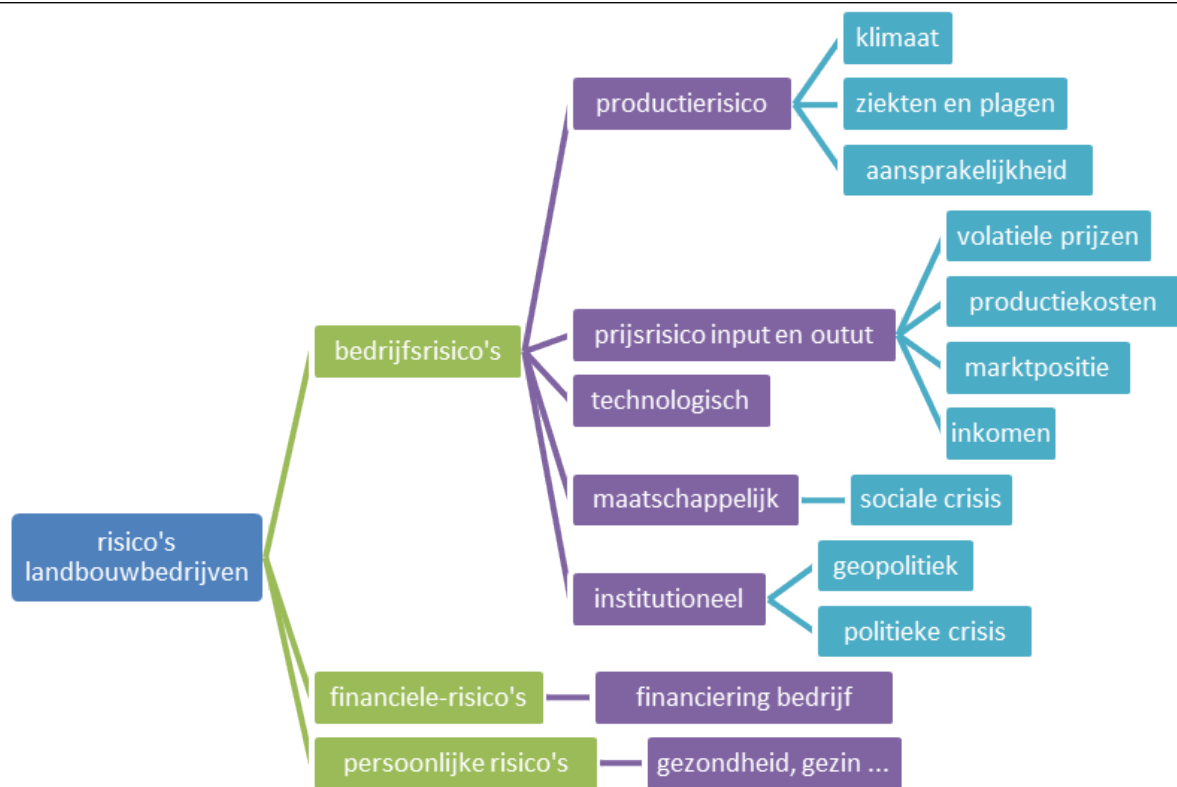 klimaat
productierisico
ziekten en plagen
aansprakelijkheid
volatiele prijzen
productiekosten
bedrijfsrisico's
prijsrisico input en outut
marktpositie
technologisch
inkomen
maatschappelijk
sociale crisis
risico's
landbouwbedrijven
geopolitiek
institutioneel
politieke crisis
financiele-risico's
financiering bedrijf
persoonlijke risico's
gezondheid, gezin ...